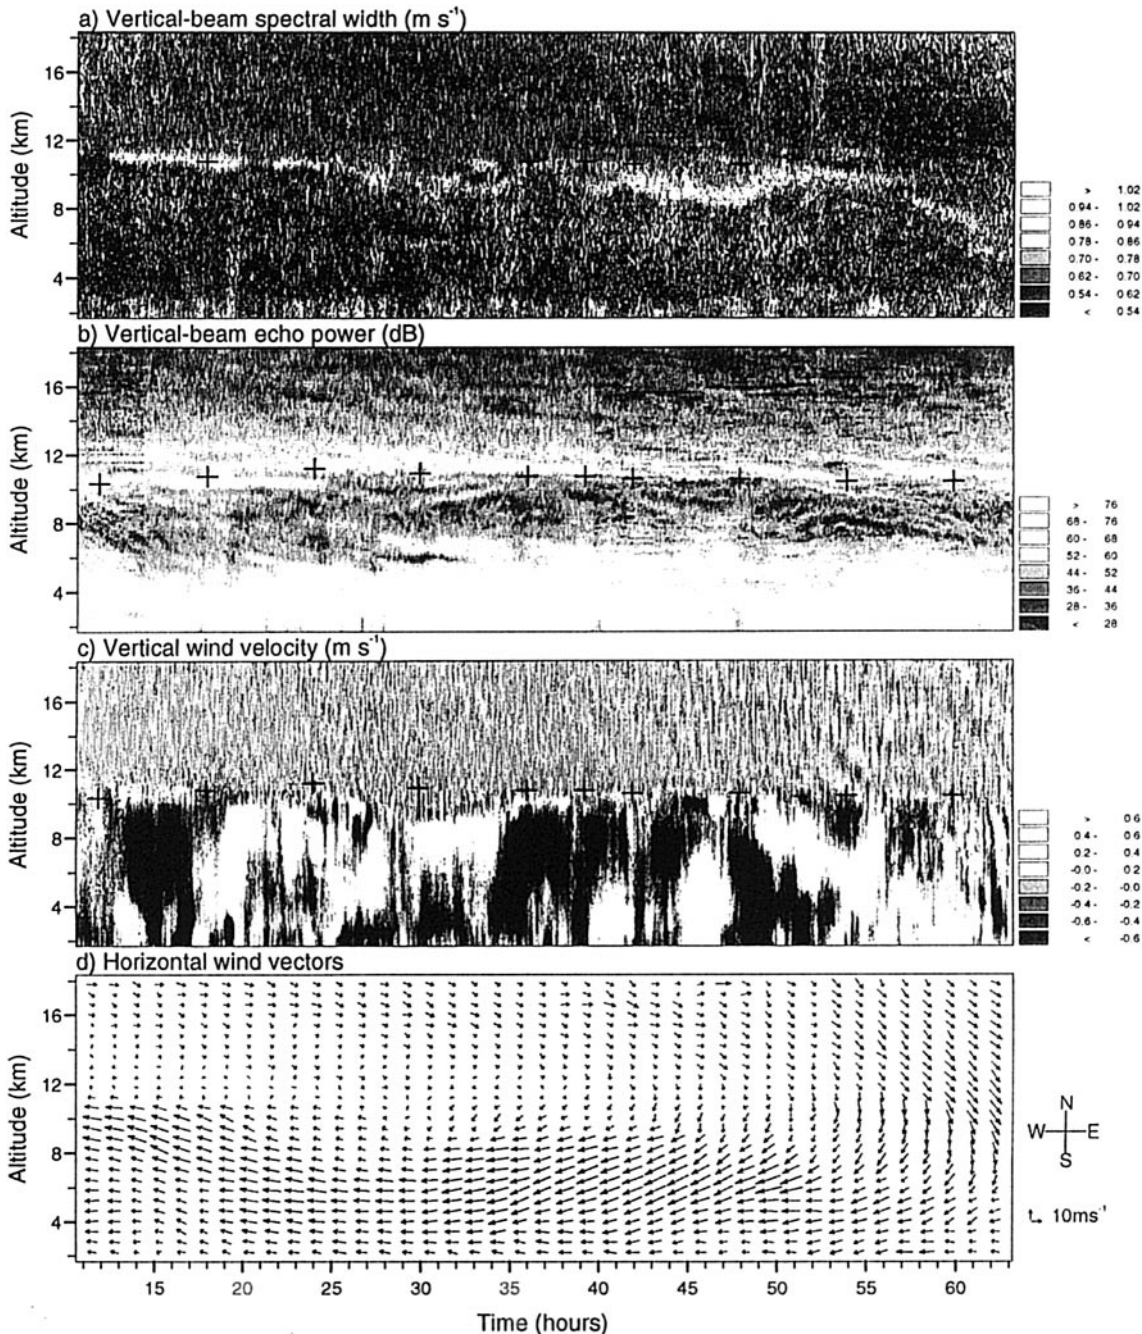 a) Vertical-beam spectral width (m s⁻¹)
Altitude (km)
16
12
8
4
> 1.02
0.94 - 1.02
0.86 - 0.94
0.78 - 0.86
0.70 - 0.78
0.62 - 0.70
0.54 - 0.62
< 0.54
b) Vertical-beam echo power (dB)
Altitude (km)
16
12
8
4
> 76
68 - 76
60 - 68
52 - 60
44 - 52
36 - 44
28 - 36
< 28
c) Vertical wind velocity (m s⁻¹)
Altitude (km)
16
12
8
4
> 0.6
0.4 - 0.6
0.2 - 0.4
-0.0 - 0.2
-0.2 - -0.0
-0.4 - -0.2
-0.6 - -0.4
< -0.6
d) Horizontal wind vectors
Altitude (km)
16
12
8
4
N
W E
S
10ms⁻¹
15 20 25 30 35 40 45 50 55 60
Time (hours)